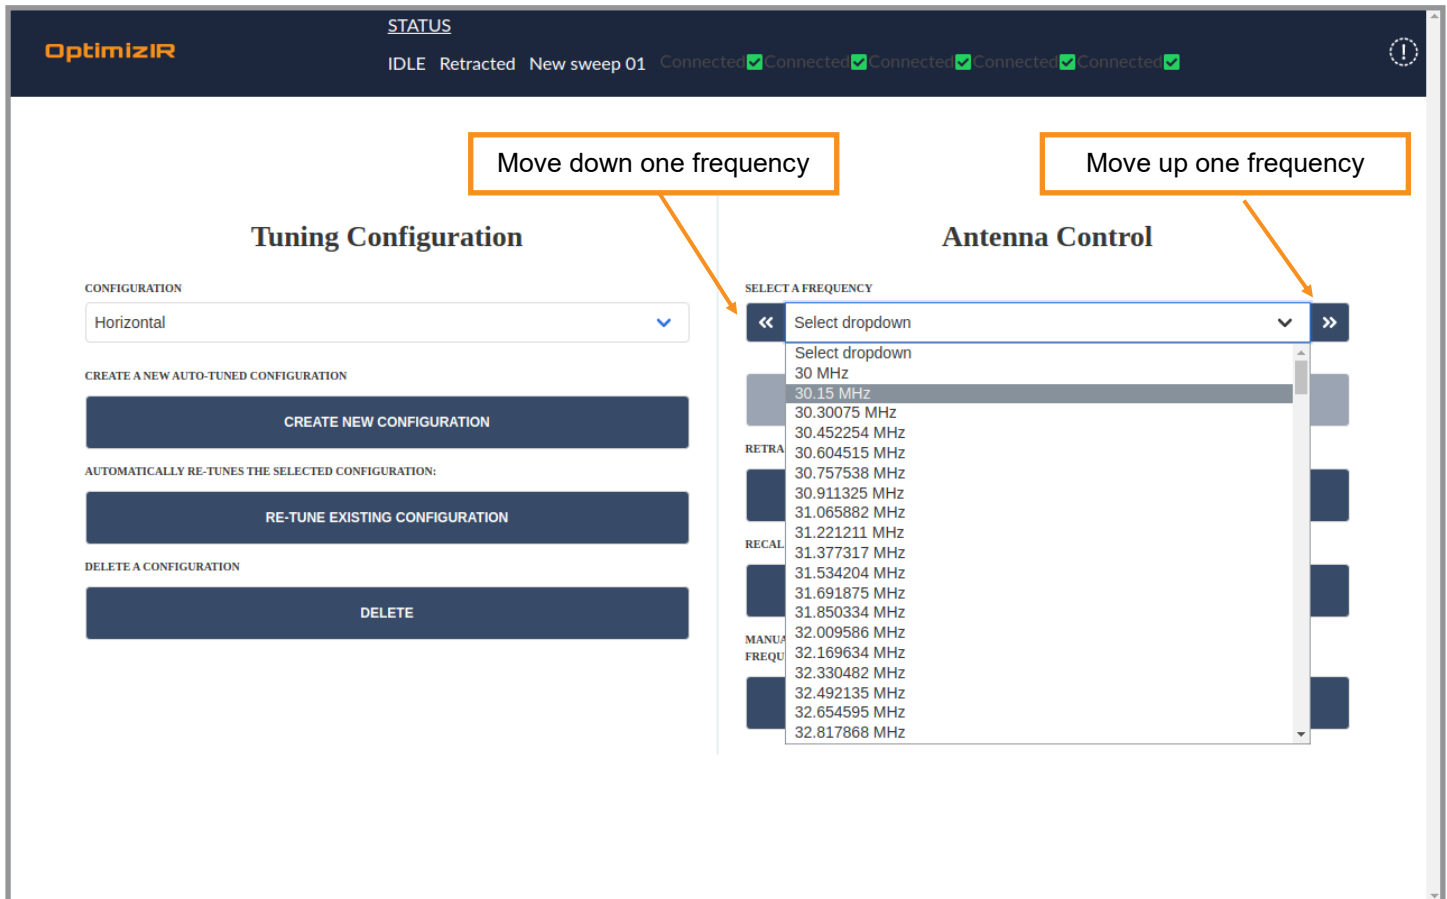 STATUS
OptimizIR
IDLE Retracted New sweep 01 Connected Connected Connected Connected Connected
Move down one frequency
Move up one frequency
Tuning Configuration
CONFIGURATION
Horizontal
CREATE A NEW AUTO-TUNED CONFIGURATION
CREATE NEW CONFIGURATION
AUTOMATICALLY RE-TUNES THE SELECTED CONFIGURATION:
RE-TUNE EXISTING CONFIGURATION
DELETE A CONFIGURATION
DELETE
Antenna Control
SELECT A FREQUENCY
« Select dropdown »
Select dropdown
30 MHz
30.15 MHz
30.30075 MHz
30.452254 MHz
30.604515 MHz
30.757538 MHz
30.911325 MHz
31.065882 MHz
31.221211 MHz
31.377317 MHz
31.534204 MHz
31.691875 MHz
31.850334 MHz
32.009586 MHz
32.169634 MHz
32.330482 MHz
32.492135 MHz
32.654595 MHz
32.817868 MHz
RETRA
RECAL
MANUA
FREQU